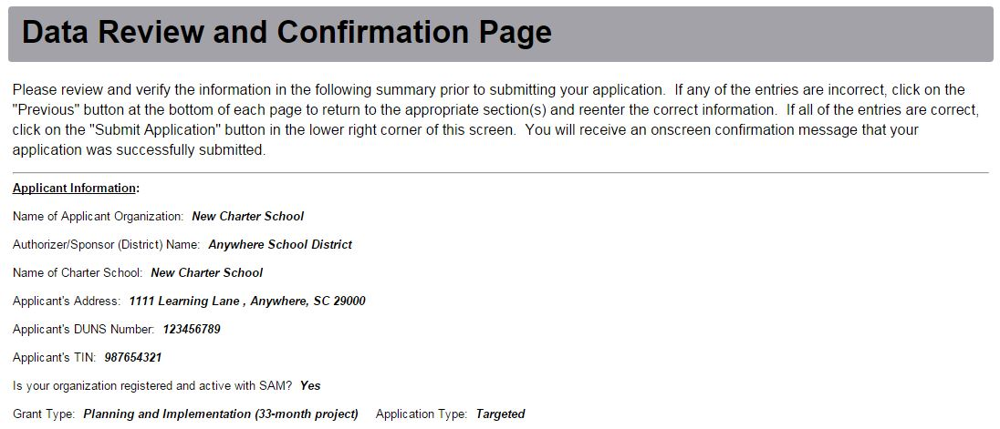 Data Review and Confirmation Page
Please review and verify the information in the following summary prior to submitting your application.  If any of the entries are incorrect, click on the
"Previous" button at the bottom of each page to return to the appropriate section(s) and reenter the correct information.  If all of the entries are correct,
click on the "Submit Application" button in the lower right corner of this screen.  You will receive an onscreen confirmation message that your
application was successfully submitted.
Applicant Information:
Name of Applicant Organization:  New Charter School
Authorizer/Sponsor (District) Name:  Anywhere School District
Name of Charter School:  New Charter School
Applicant's Address:  1111 Learning Lane , Anywhere, SC 29000
Applicant's DUNS Number:  123456789
Applicant's TIN:  987654321
Is your organization registered and active with SAM?  Yes
Grant Type:  Planning and Implementation (33-month project)    Application Type:  Targeted